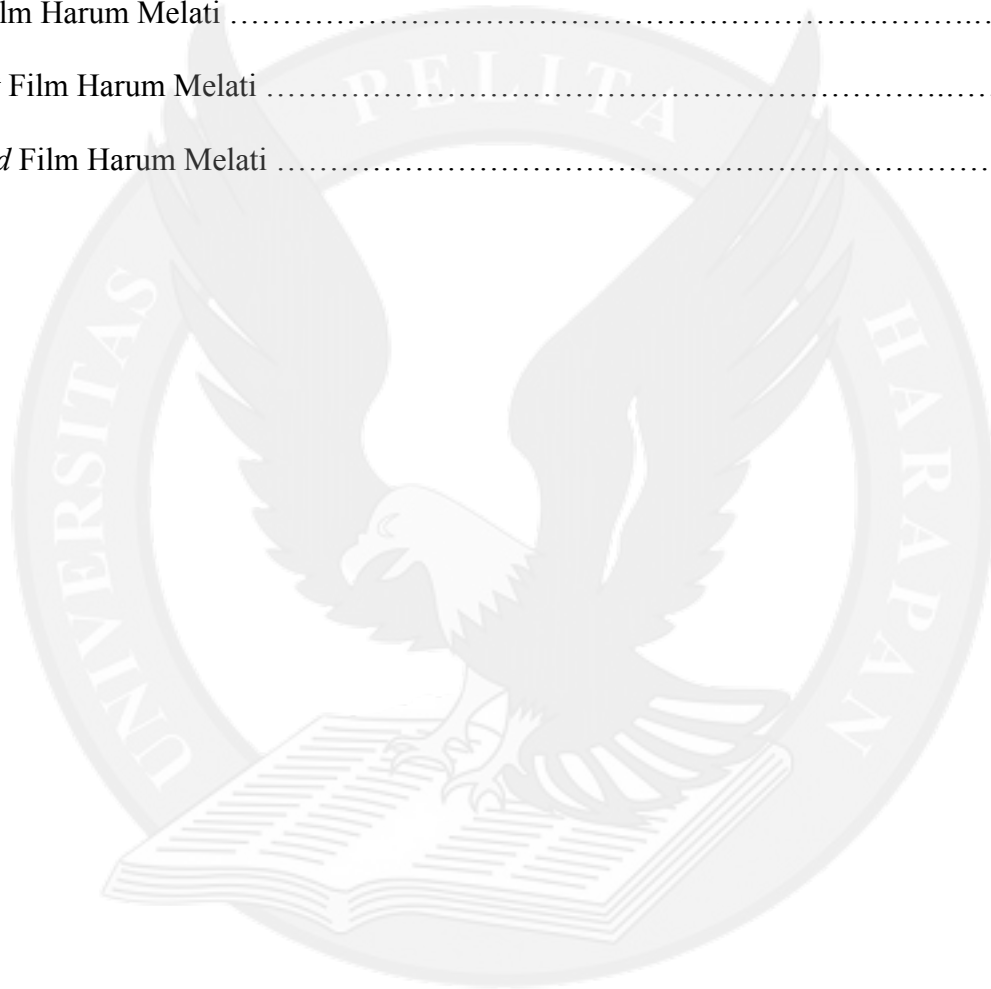 lm Harum Melati ……………………………………………………………..…
Film Harum Melati ………………………………………………………..…
d Film Harum Melati …………………………………………………………
UNIVERSITAS PELITA HARAPAN